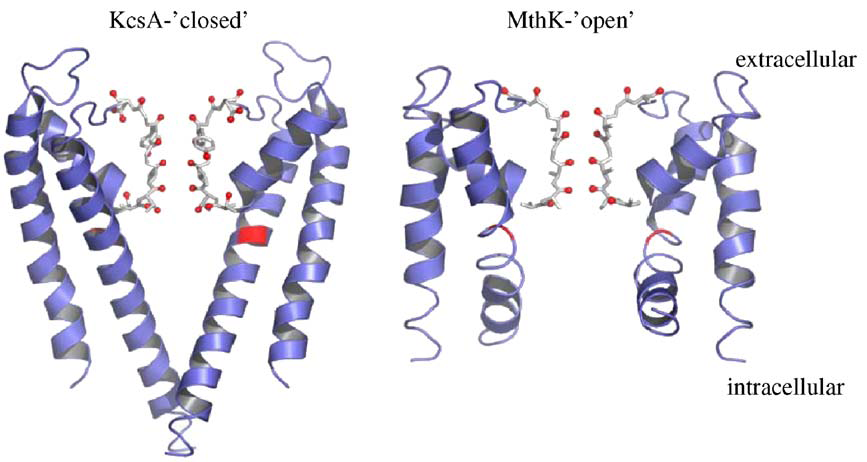 KcsA-'closed'
MthK-'open'
extracellular
intracellular